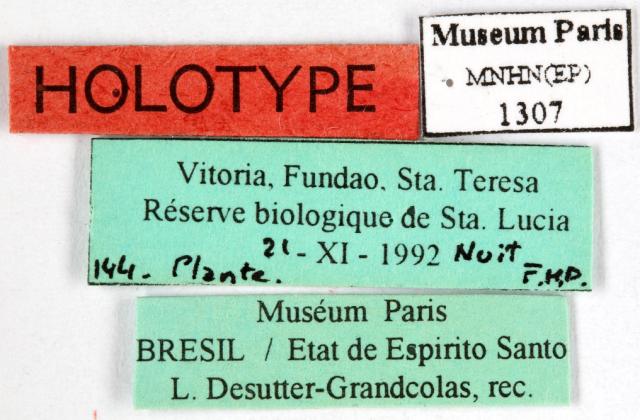 HOLOTYPE
Museum Paris
MNHN(EP)
1307
Vitoria, Fundao. Sta. Teresa
Réserve biologique de Sta. Lucia
21 - XI - 1992 Nuit
144. Plante. F.H.P.
Muséum Paris
BRESIL / Etat de Espirito Santo
L. Desutter-Grandcolas, rec.